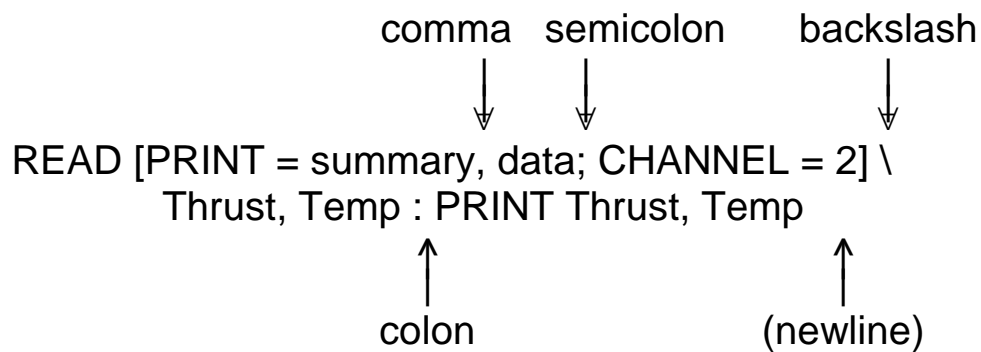 comma semicolon backslash
READ [PRINT = summary, data; CHANNEL = 2] \
Thrust, Temp : PRINT Thrust, Temp
colon (newline)